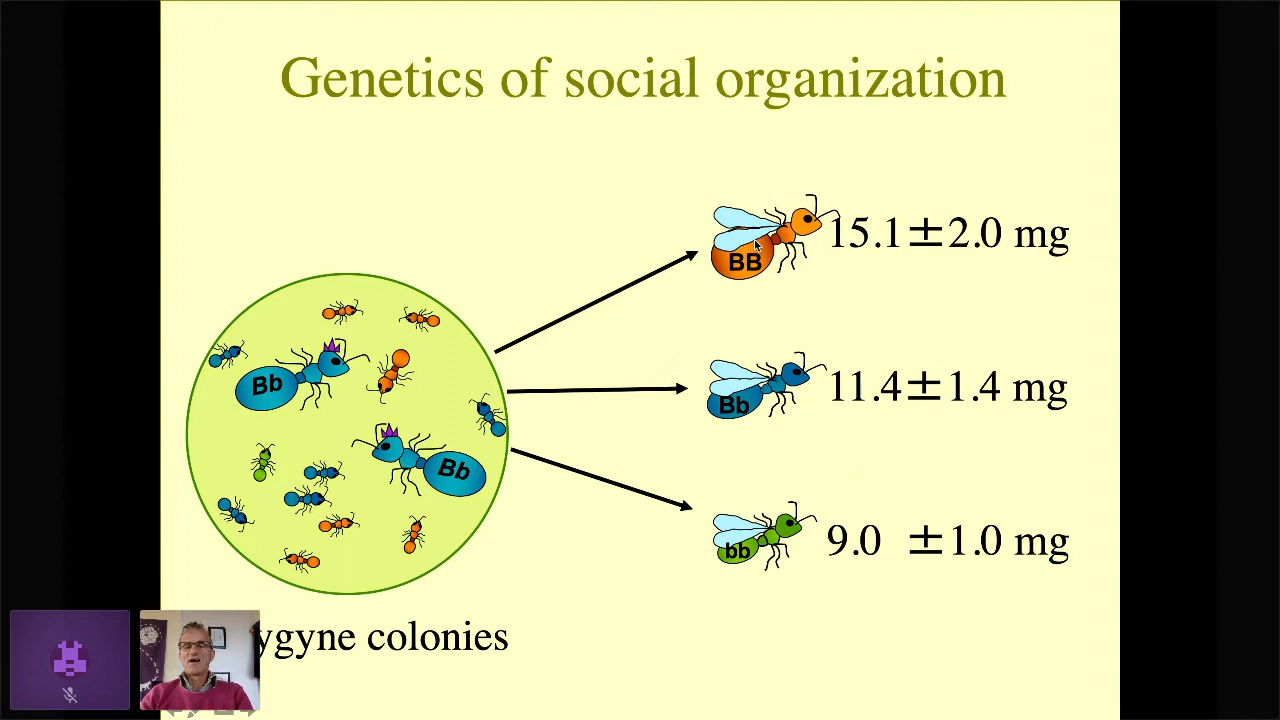 Genetics of social organization
15.1±2.0 mg
BB
Bb
11.4±1.4 mg
Bb
Bb
9.0 ±1.0 mg
bb
ygyne colonies